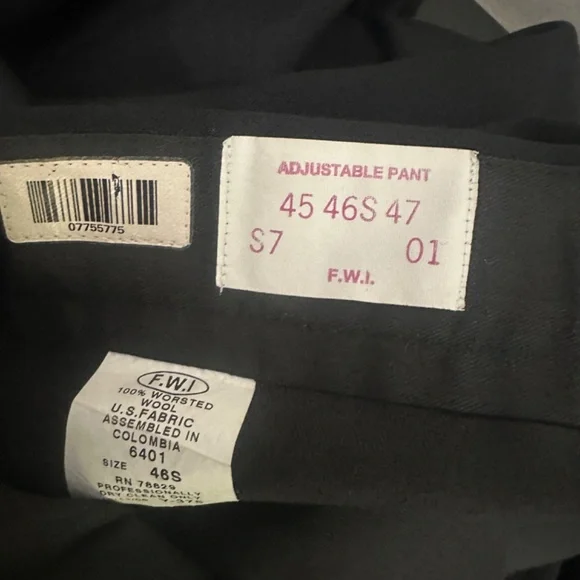 07755775
ADJUSTABLE PANT
45 46S 47
S7 01
F.W.I.
F.W.I
100% WORSTED
WOOL
U.S. FABRIC
ASSEMBLED IN
COLOMBIA
6401
SIZE 46S
RN 78829
PROFESSIONALLY
DRY CLEAN ONLY